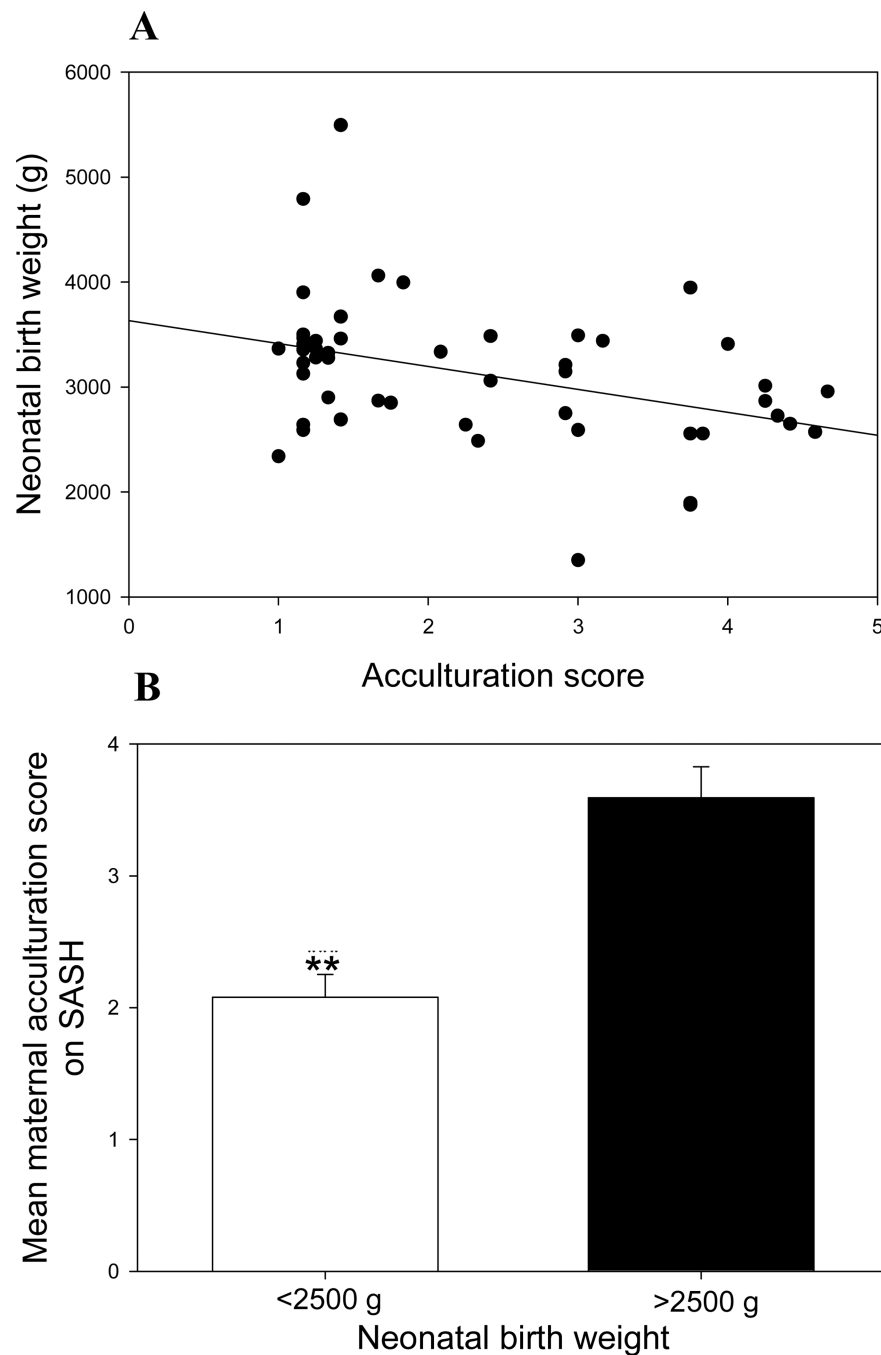 A
6000
5000
4000
3000
2000
1000
Neonatal birth weight (g)
0 1 2 3 4 5
Acculturation score
B
4
3
2
1
0
Mean maternal acculturation score
on SASH
**
<2500 g >2500 g
Neonatal birth weight